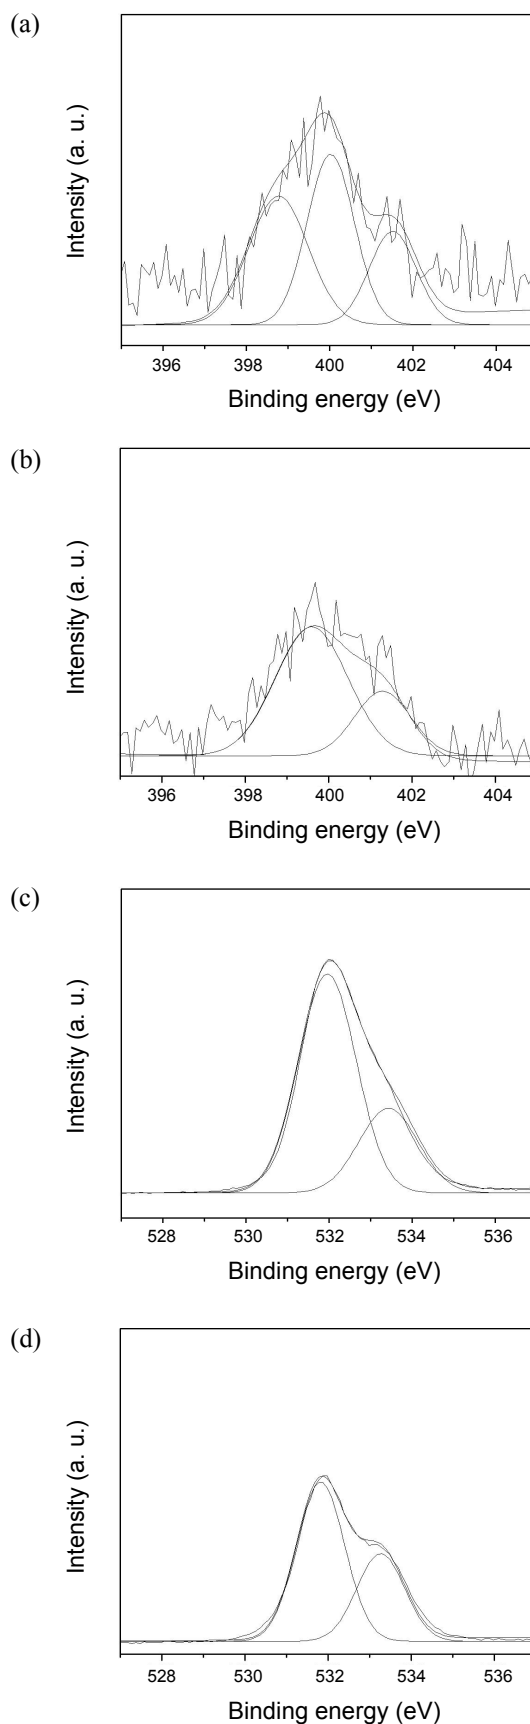 (a)
Intensity (a. u.)
396 398 400 402 404
Binding energy (eV)
(b)
Intensity (a. u.)
396 398 400 402 404
Binding energy (eV)
(c)
Intensity (a. u.)
528 530 532 534 536
Binding energy (eV)
(d)
Intensity (a. u.)
528 530 532 534 536
Binding energy (eV)